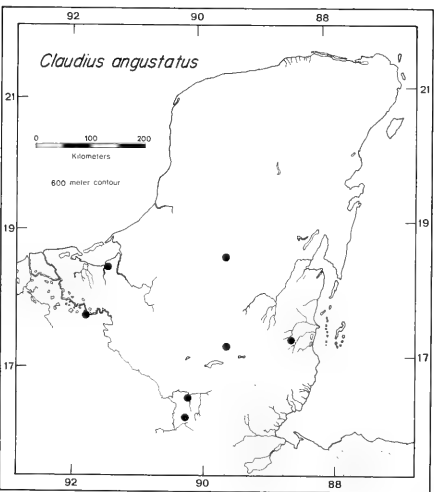 92 90 88
Claudius angustatus
21 21
0 100 200
Kilometers
600 meter contour
19 19
17 17
92 90 88